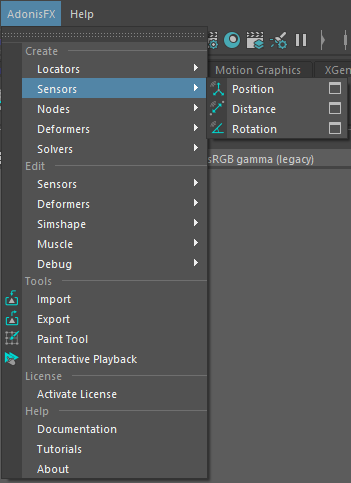 AdonisFX Help
Create
Locators
Sensors
Nodes
Deformers
Solvers
Edit
Sensors
Deformers
Simshape
Muscle
Debug
Tools
Import
Export
Paint Tool
Interactive Playback
License
Activate License
Help
Documentation
Tutorials
About
Motion Graphics XGen
Position
Distance
Rotation
sRGB gamma (legacy)